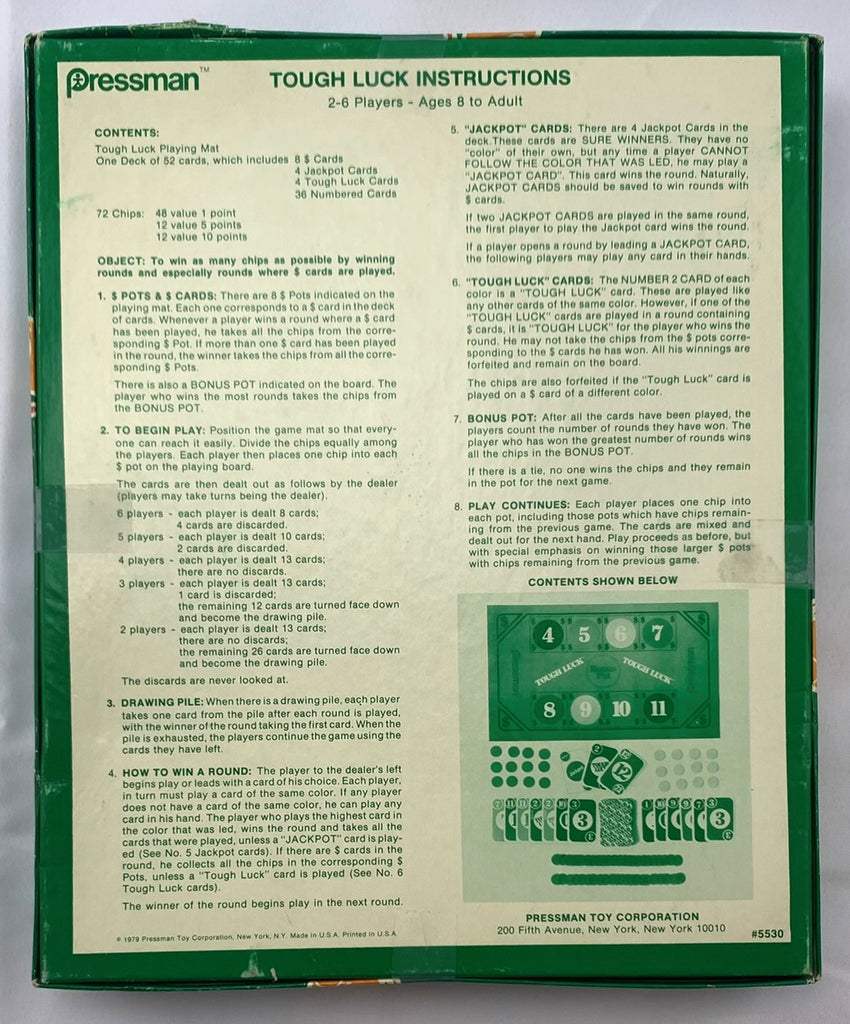 Pressman™
TOUGH LUCK INSTRUCTIONS
2-6 Players - Ages 8 to Adult
CONTENTS:
Tough Luck Playing Mat
One Deck of 52 cards, which includes 8 $ Cards
4 Jackpot Cards
4 Tough Luck Cards
36 Numbered Cards
72 Chips: 48 value 1 point
12 value 5 points
12 value 10 points
OBJECT: To win as many chips as possible by winning
rounds and especially rounds where $ cards are played.
1. $ POTS & $ CARDS: There are 8 $ Pots indicated on the
playing mat. Each one corresponds to a $ card in the deck
of cards. Whenever a player wins a round where a $ card
has been played, he takes all the chips from the corre-
sponding $ Pot. If more than one $ card has been played
in the round, the winner takes the chips from all the corre-
sponding $ Pots.
There is also a BONUS POT indicated on the board. The
player who wins the most rounds takes the chips from
the BONUS POT.
2. TO BEGIN PLAY: Position the game mat so that every-
one can reach it easily. Divide the chips equally among
the players. Each player then places one chip into each
$ pot on the playing board.
The cards are then dealt out as follows by the dealer
(players may take turns being the dealer).
6 players - each player is dealt 8 cards;
4 cards are discarded.
5 players - each player is dealt 10 cards;
2 cards are discarded.
4 players - each player is dealt 13 cards;
there are no discards.
3 players - each player is dealt 13 cards;
1 card is discarded;
the remaining 12 cards are turned face down
and become the drawing pile.
2 players - each player is dealt 13 cards;
there are no discards;
the remaining 26 cards are turned face down
and become the drawing pile.
The discards are never looked at.
3. DRAWING PILE: When there is a drawing pile, each player
takes one card from the pile after each round is played,
with the winner of the round taking the first card. When the
pile is exhausted, the players continue the game using the
cards they have left.
4. HOW TO WIN A ROUND: The player to the dealer's left
begins play or leads with a card of his choice. Each player,
in turn must play a card of the same color. If any player
does not have a card of the same color, he can play any
card in his hand. The player who plays the highest card in
the color that was led, wins the round and takes all the
cards that were played, unless a "JACKPOT" card is play-
ed (See No. 5 Jackpot cards). If there are $ cards in the
round, he collects all the chips in the corresponding $
Pots, unless a "Tough Luck" card is played (See No. 6
Tough Luck cards).
The winner of the round begins play in the next round.
© 1979 Pressman Toy Corporation, New York, N.Y. Made in U.S.A. Printed in U.S.A.
5. "JACKPOT" CARDS: There are 4 Jackpot Cards in the
deck.These cards are SURE WINNERS. They have no
"color" of their own, but any time a player CANNOT
FOLLOW THE COLOR THAT WAS LED, he may play a
"JACKPOT CARD". This card wins the round. Naturally,
JACKPOT CARDS should be saved to win rounds with
$ cards.
If two JACKPOT CARDS are played in the same round,
the first player to play the Jackpot card wins the round.
If a player opens a round by leading a JACKPOT CARD,
the following players may play any card in their hands.
6. "TOUGH LUCK" CARDS: The NUMBER 2 CARD of each
color is a "TOUGH LUCK" card. These are played like
any other cards of the same color. However, if one of the
"TOUGH LUCK" cards are played in a round containing
$ cards, it is "TOUGH LUCK" for the player who wins the
round. He may not take the chips from the $ pots corre-
sponding to the $ cards he has won. All his winnings are
forfeited and remain on the board.
The chips are also forfeited if the "Tough Luck" card is
played on a $ card of a different color.
7. BONUS POT: After all the cards have been played, the
players count the number of rounds they have won. The
player who has won the greatest number of rounds wins
all the chips in the BONUS POT.
If there is a tie, no one wins the chips and they remain
in the pot for the next game.
8. PLAY CONTINUES: Each player places one chip into
each pot, including those pots which have chips remain-
ing from the previous game. The cards are mixed and
dealt out for the next hand. Play proceeds as before, but
with special emphasis on winning those larger $ pots
with chips remaining from the previous game.
CONTENTS SHOWN BELOW
4 5 6 7
TOUGH LUCK TOUGH LUCK
8 9 10 11
12
3 3
PRESSMAN TOY CORPORATION
200 Fifth Avenue, New York, New York 10010
#5530